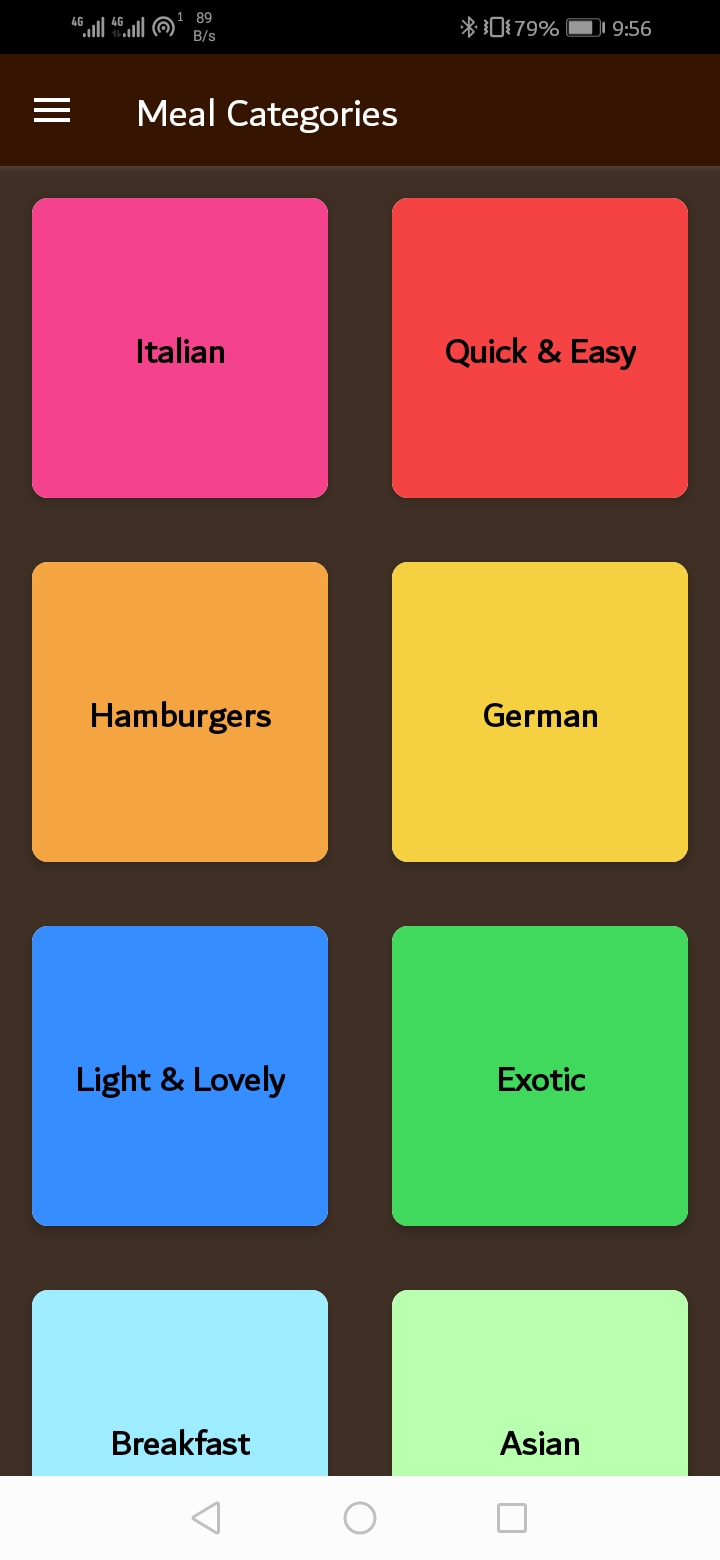 4G 4G 1 89 B/s 79% 9:56
Meal Categories
Italian
Quick & Easy
Hamburgers
German
Light & Lovely
Exotic
Breakfast
Asian